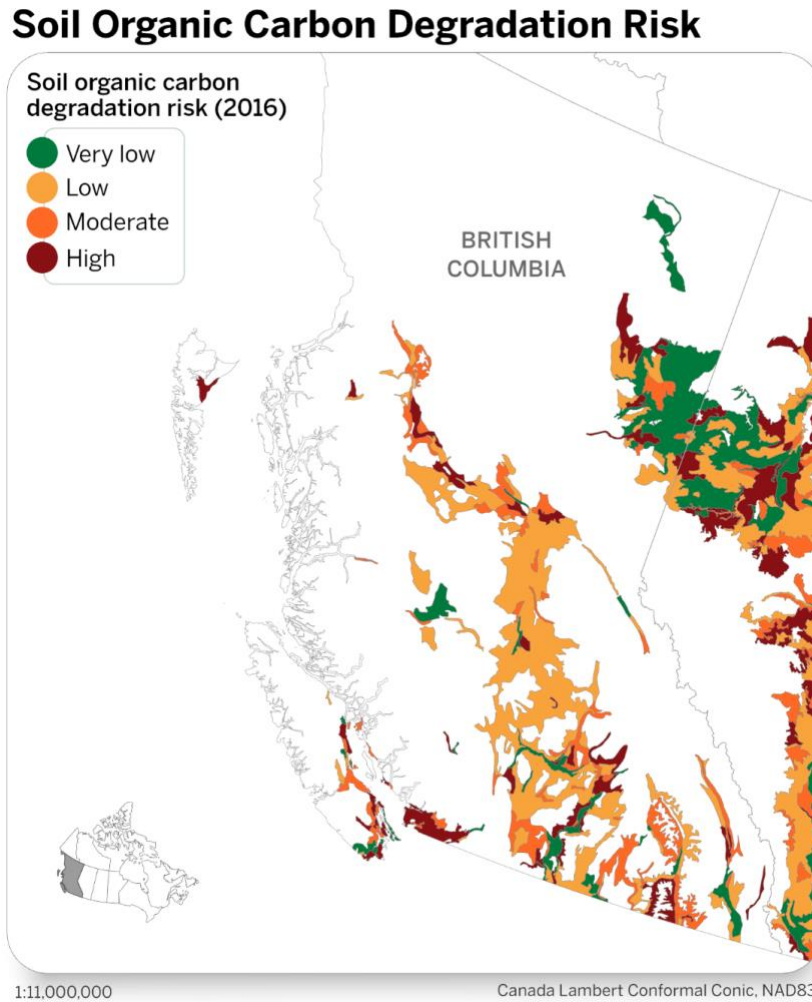 Soil Organic Carbon Degradation Risk
Soil organic carbon
degradation risk (2016)
Very low
Low
Moderate
High
BRITISH
COLUMBIA
1:11,000,000
Canada Lambert Conformal Conic, NAD83